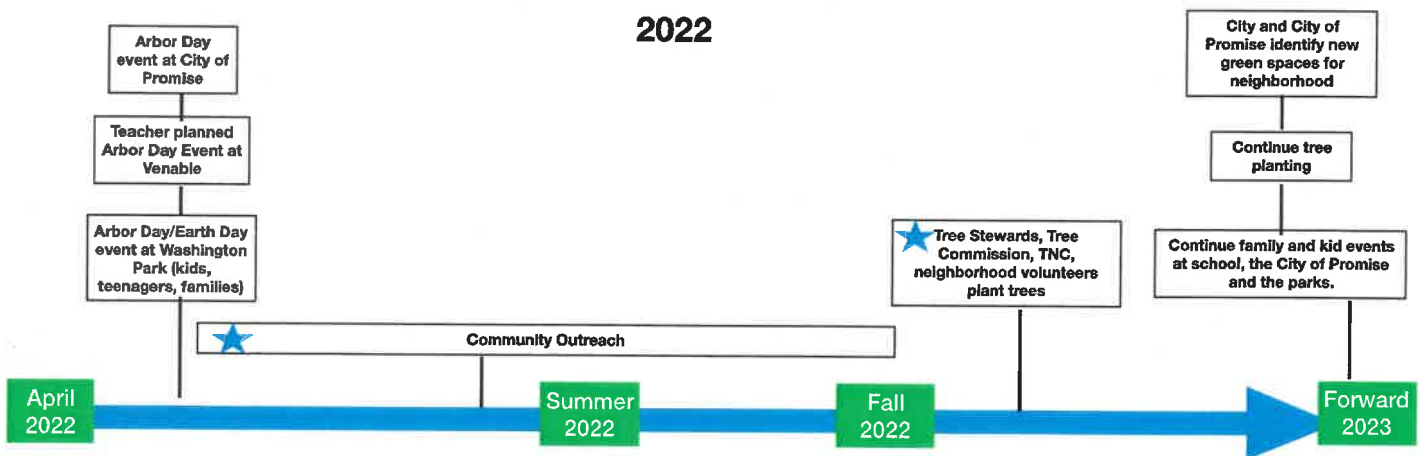 2022
Arbor Day
event at City of
Promise
Teacher planned
Arbor Day Event at
Venable
Arbor Day/Earth Day
event at Washington
Park (kids,
teenagers, families)
Community Outreach
Tree Stewards, Tree
Commission, TNC,
neighborhood volunteers
plant trees
City and City of
Promise identify new
green spaces for
neighborhood
Continue tree
planting
Continue family and kid events
at school, the City of Promise
and the parks.
April
2022
Summer
2022
Fall
2022
Forward
2023